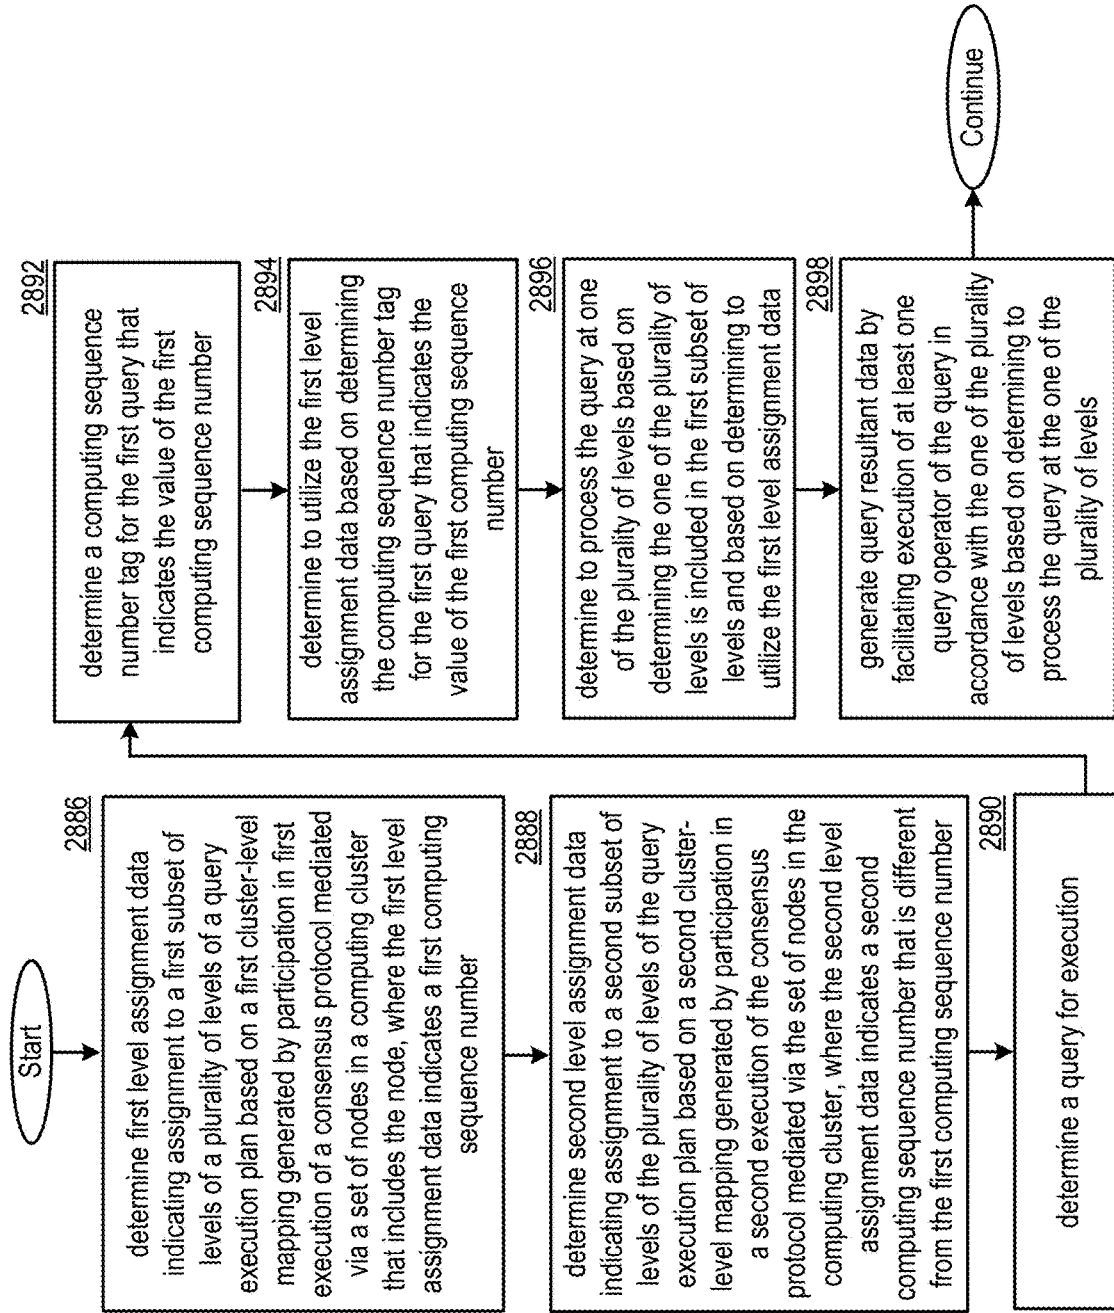 Start
2886
determine first level assignment data
indicating assignment to a first subset of
levels of a plurality of levels of a query
execution plan based on a first cluster-level
mapping generated by participation in first
execution of a consensus protocol mediated
via a set of nodes in a computing cluster
that includes the node, where the first level
assignment data indicates a first computing
sequence number
2888
determine second level assignment data
indicating assignment to a second subset of
levels of the plurality of levels of the query
execution plan based on a second cluster-
level mapping generated by participation in
a second execution of the consensus
protocol mediated via the set of nodes in the
computing cluster, where the second level
assignment data indicates a second
computing sequence number that is different
from the first computing sequence number
2890
determine a query for execution
2892
determine a computing sequence
number tag for the first query that
indicates the value of the first
computing sequence number
2894
determine to utilize the first level
assignment data based on determining
the computing sequence number tag
for the first query that indicates the
value of the first computing sequence
number
2896
determine to process the query at one
of the plurality of levels based on
determining the one of the plurality of
levels is included in the first subset of
levels and based on determining to
utilize the first level assignment data
2898
generate query resultant data by
facilitating execution of at least one
query operator of the query in
accordance with the one of the plurality
of levels based on determining to
process the query at the one of the
plurality of levels
Continue